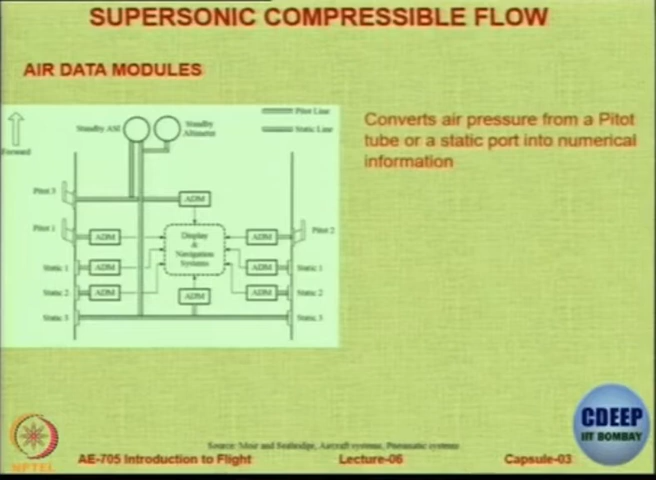 SUPERSONIC COMPRESSIBLE FLOW
AIR DATA MODULES
Converts air pressure from a Pitot
tube or a static port into numerical
information
Forward
Standby ASI
Standby
Altimeter
Pitot Line
Static Line
Pitot 3
ADM
Pitot 1
ADM
Display
&
Navigation
Systems
ADM
Pitot 2
Static 1
ADM
ADM
Static 1
Static 2
ADM
ADM
ADM
Static 2
Static 3
Static 3
Source: Moir and Seabridge, Aircraft systems, Pneumatic systems
NPTEL
AE-705 Introduction to Flight
Lecture-06
Capsule-03
CDEEP
IIT BOMBAY